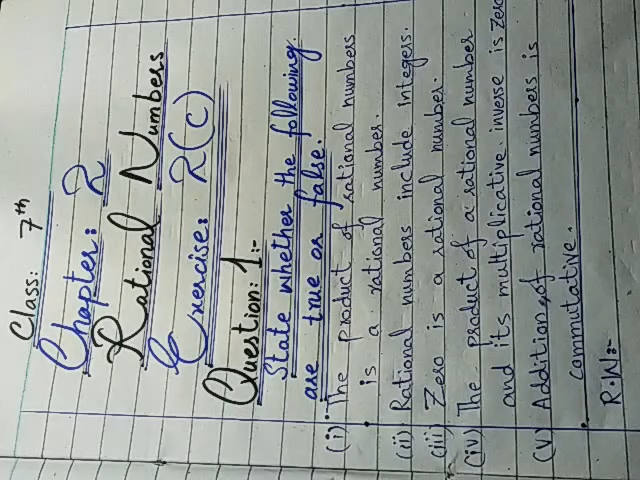 Class: 7th
Chapter: 2
Rational Numbers
Exercise: 2(c)
Question: 1:-
State whether the following
are true or false.
(i) The product of rational numbers
is a rational number.
(ii) Rational numbers include integers.
(iii) Zero is a rational number.
(iv) The product of a rational number
and its multiplicative inverse is zero
(v) Addition of rational numbers is
commutative.
R.W:-